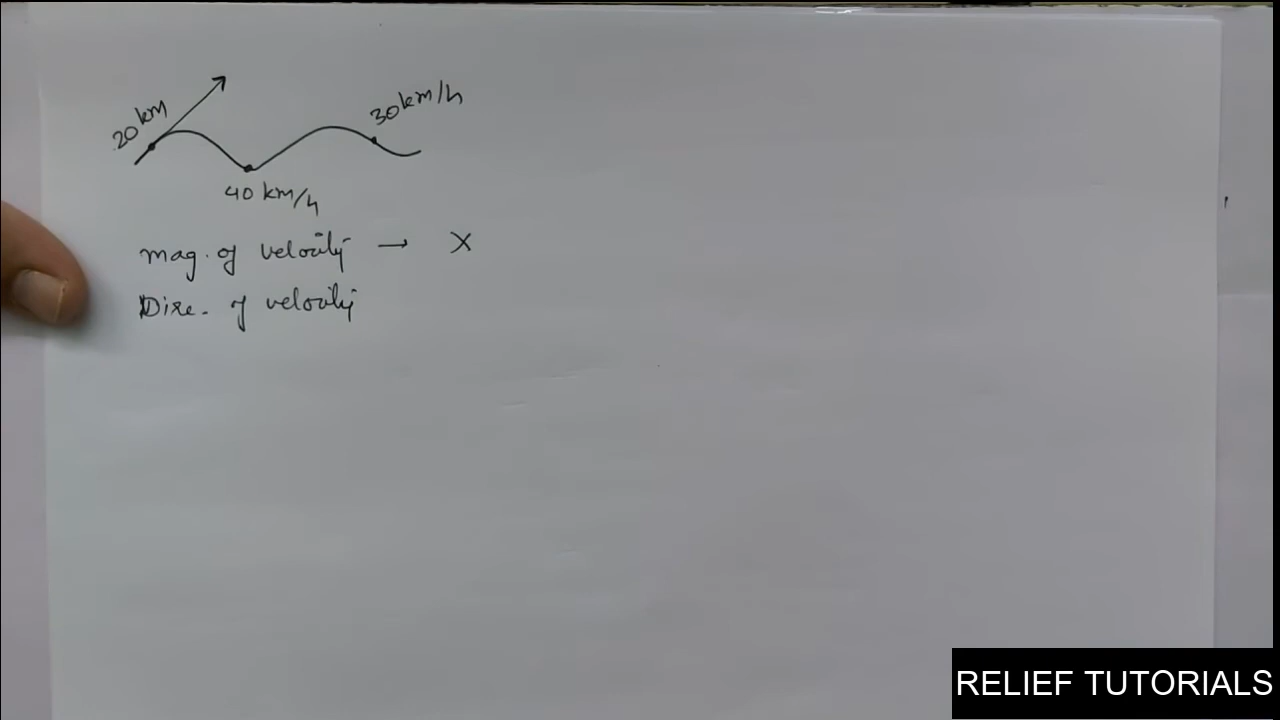 20 km
30 km/h
40 km/h
mag. of velocity → X
Dire. of velocity
RELIEF TUTORIALS